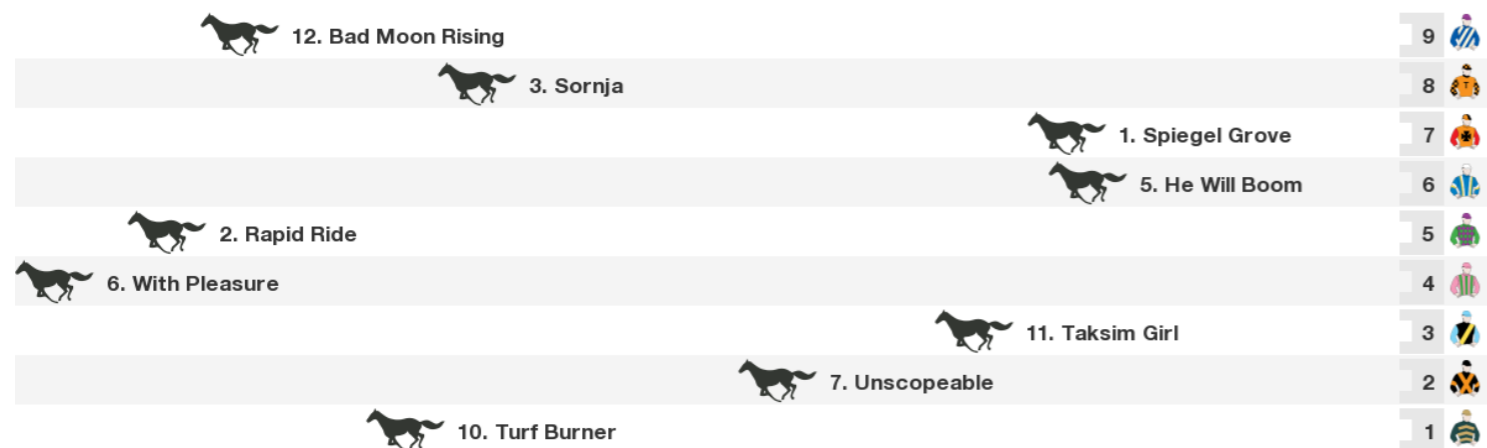 12. Bad Moon Rising 9
3. Sornja 8
T
1. Spiegel Grove 7
5. He Will Boom 6
2. Rapid Ride 5
6. With Pleasure 4
11. Taksim Girl 3
7. Unscopeable 2
10. Turf Burner 1